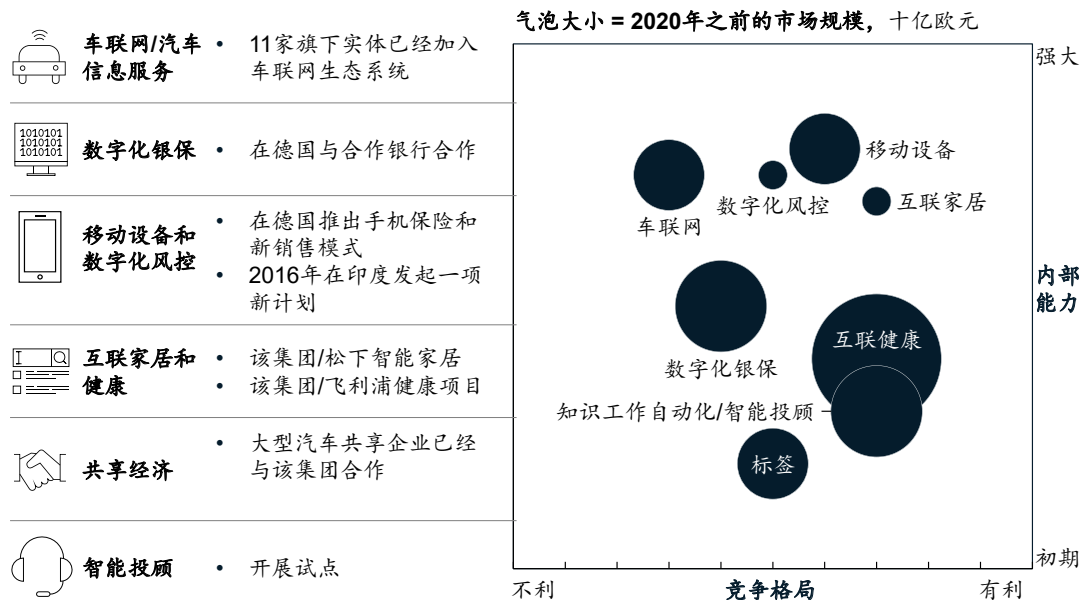 车联网/汽车
信息服务
• 11家旗下实体已经加入
车联网生态系统
1010101
1010101
1010101
数字化银保
• 在德国与合作银行合作
移动设备和
数字化风控
• 在德国推出手机保险和
新销售模式
• 2016年在印度发起一项
新计划
互联家居和
健康
• 该集团/松下智能家居
• 该集团/飞利浦健康项目
共享经济
• 大型汽车共享企业已经
与该集团合作
智能投顾
• 开展试点
气泡大小 = 2020年之前的市场规模，十亿欧元
强大
移动设备
数字化风控
互联家居
车联网
内部
能力
互联健康
数字化银保
知识工作自动化/智能投顾
标签
初期
不利
竞争格局
有利